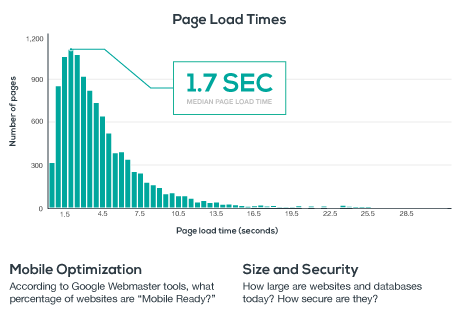 Page Load Times
1,200
900
600
300
0
Number of pages
1.7 SEC
MEDIAN PAGE LOAD TIME
1.5 4.5 7.5 10.5 13.5 16.5 19.5 22.5 25.5 28.5
Page load time (seconds)
Mobile Optimization
According to Google Webmaster tools, what
percentage of websites are “Mobile Ready?”
Size and Security
How large are websites and databases
today? How secure are they?